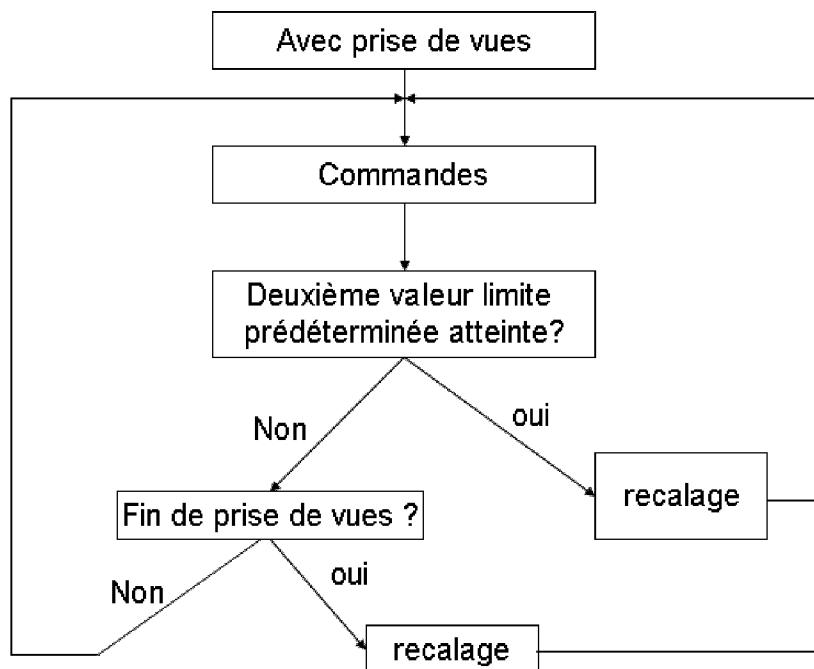 Avec prise de vues
Commandes
Deuxième valeur limite
prédéterminée atteinte?
Non
oui
recalage
Fin de prise de vues ?
Non
oui
recalage